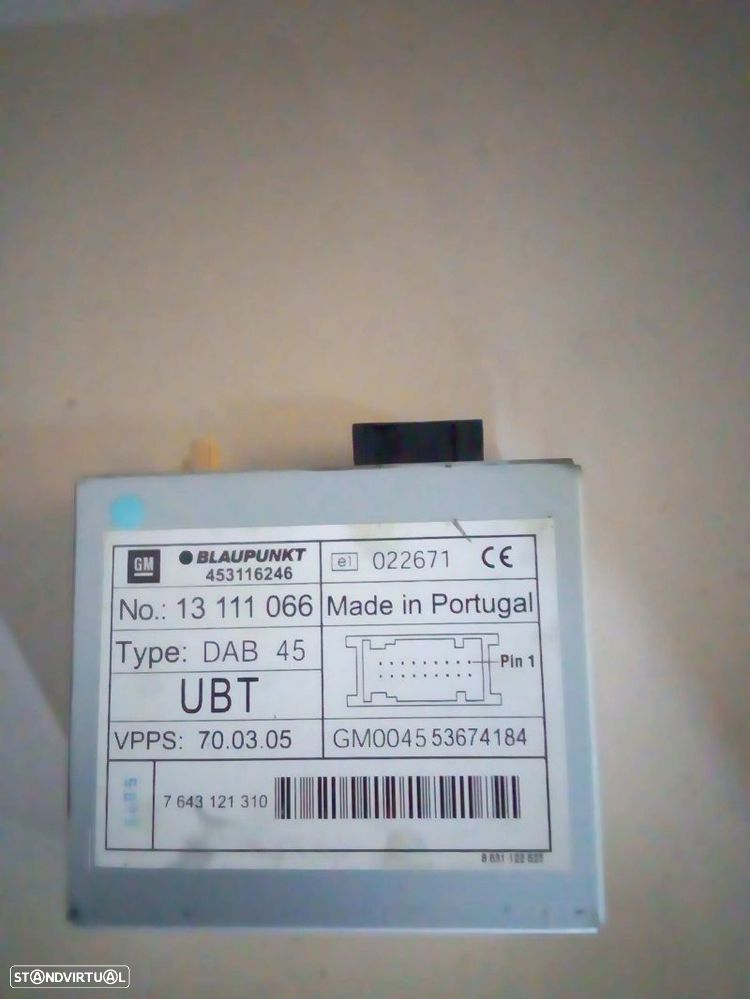 GM
BLAUPUNKT
453116246
e1 022671 CE
No.: 13 111 066
Made in Portugal
Type: DAB 45
Pin 1
UBT
VPPS: 70.03.05
GM0045 53674184
7 643 121 310
STANDVIRTUAL